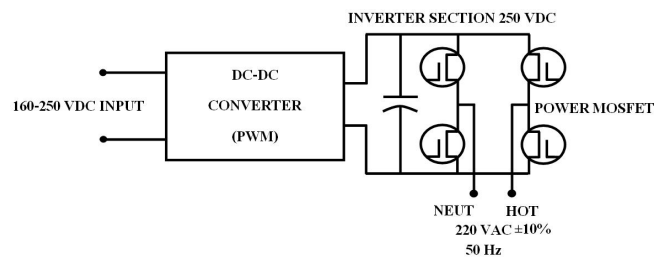 INVERTER SECTION 250 VDC
DC-DC
CONVERTER
(PWM)
160-250 VDC INPUT
POWER MOSFET
NEUT HOT
220 VAC ±10%
50 Hz